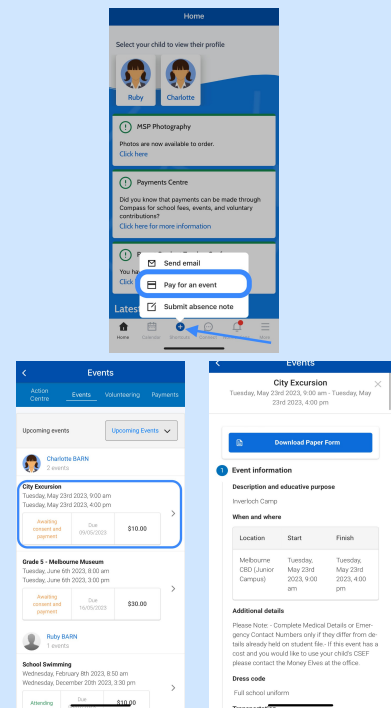 Home
Select your child to view their profile
Ruby
Charlotte
MSP Photography
Photos are now available to order.
Click here
Payments Centre
Did you know that payments can be made through
Compass for school fees, events, and voluntary
contributions?
Click here for more information
You hav
Click
Send email
Pay for an event
Submit absence note
Latest
Home
Calendar
Events
Action
Centre
Events
Volunteering
Payments
Upcoming events
Upcoming Events
Charlotte BARN
2 events
City Excursion
Tuesday, May 23rd 2023, 9:00 am
Tuesday, May 23rd 2023, 4:00 pm
Awaiting
consent and
payment
Due
09/05/2023
$10.00
Grade 5 - Melbourne Museum
Tuesday, June 6th 2023, 8:00 am
Tuesday, June 6th 2023, 3:00 pm
Awaiting
consent and
payment
Due
16/05/2023
$30.00
Ruby BARN
1 events
School Swimming
Wednesday, February 8th 2023, 8:50 am
Wednesday, December 20th 2023, 3:30 pm
Attending
Due
$10.00
Events
City Excursion
Tuesday, May 23rd 2023, 9:00 am - Tuesday, May
23rd 2023, 4:00 pm
Download Paper Form
1 Event information
Description and educative purpose
Inverloch Camp
When and where
Location Start Finish
Melbourne Tuesday, Tuesday,
CBD (Junior May 23rd May 23rd
Campus) 2023, 9:00 2023, 4:00
am pm
Additional details
Please Note: - Complete Medical Details or Emer-
gency Contact Numbers only if they differ from de-
tails already held on student file - If this event has a
cost and you would like to use your child's CSEF
please contact the Money Elves at the office.
Dress code
Full school uniform
Transportation